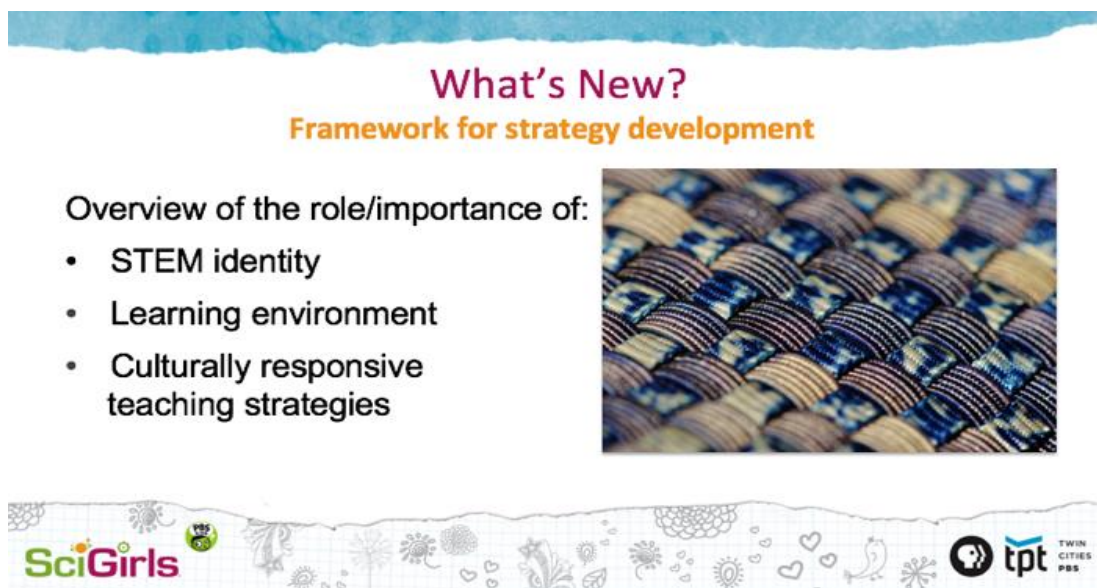 What's New?
Framework for strategy development
Overview of the role/importance of:
• STEM identity
• Learning environment
• Culturally responsive
teaching strategies
SciGirls
PBS
tpt
TWIN
CITIES
PBS